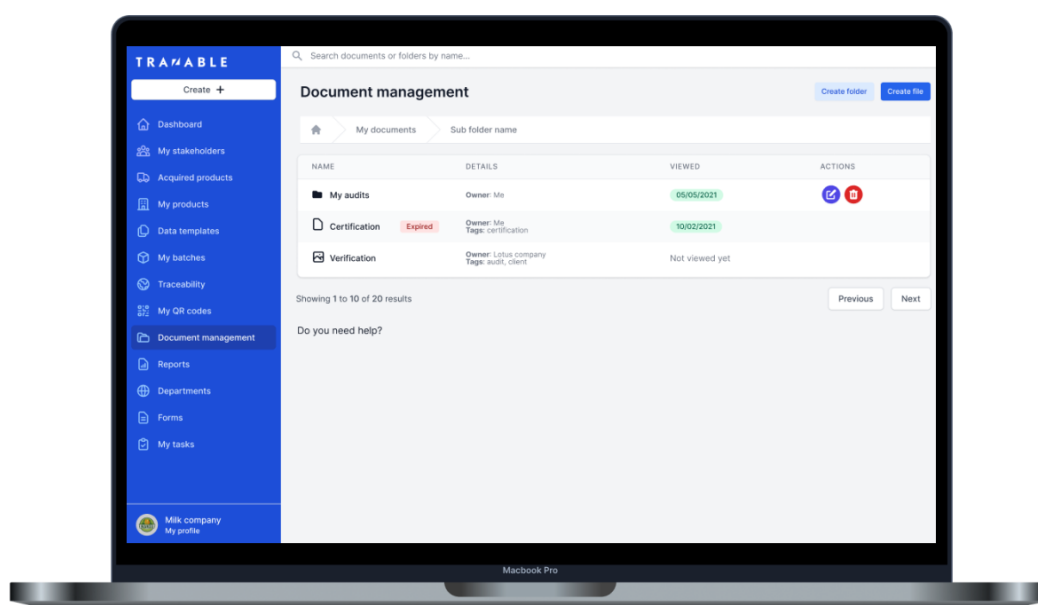 TRAMABLE
Create +
Dashboard
My stakeholders
Acquired products
My products
Data templates
My batches
Traceability
My QR codes
Document management
Reports
Departments
Forms
My tasks
Milk company
My profile
Search documents or folders by name...
Document management
Create folder
Create file
My documents
Sub folder name
NAME DETAILS VIEWED ACTIONS
My audits Owner: Me 05/05/2021
Certification Expired Owner: Me 10/02/2021
Tags: certification
Verification Owner: Lotus company Not viewed yet
Tags: audit, client
Showing 1 to 10 of 20 results
Previous
Next
Do you need help?
Macbook Pro